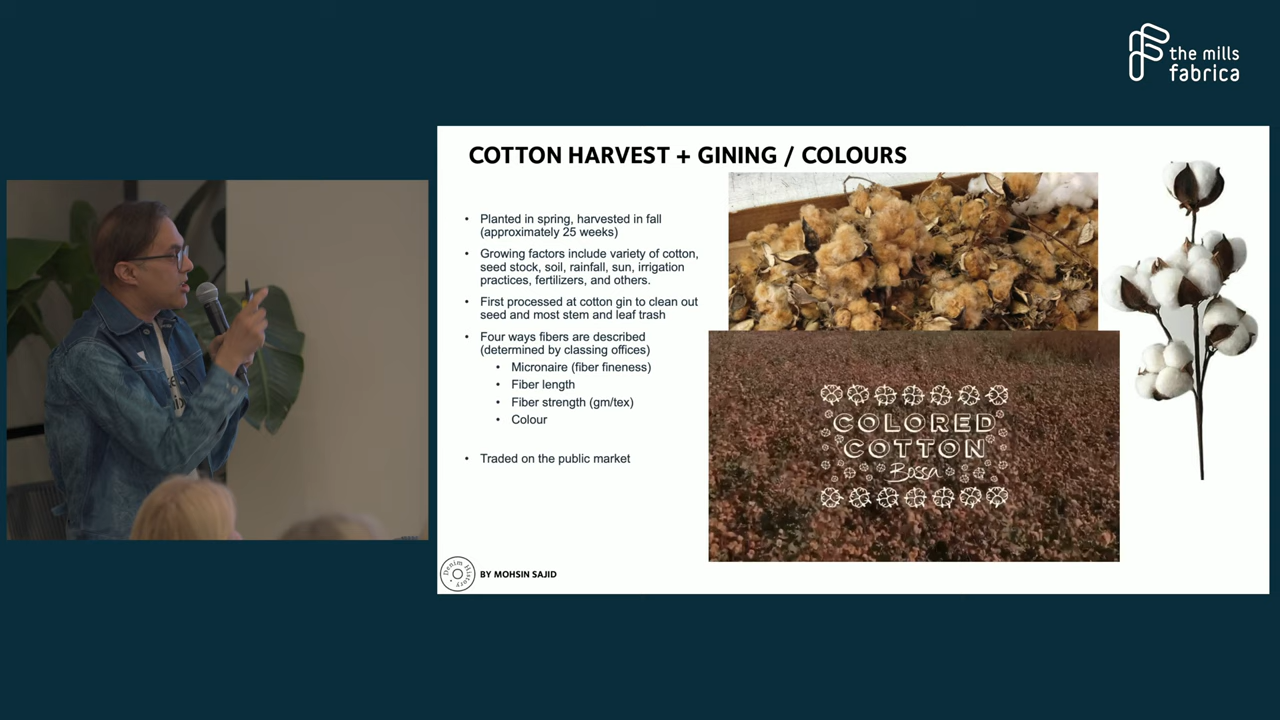 the mills
fabrica
COTTON HARVEST + GINING / COLOURS
• Planted in spring, harvested in fall
(approximately 25 weeks)
• Growing factors include variety of cotton,
seed stock, soil, rainfall, sun, irrigation
practices, fertilizers, and others.
• First processed at cotton gin to clean out
seed and most stem and leaf trash
• Four ways fibers are described
(determined by classing offices)
• Micronaire (fiber fineness)
• Fiber length
• Fiber strength (gm/tex)
• Colour
• Traded on the public market
COLORED
COTTON
Bossa
Denim History
BY MOHSIN SAJID